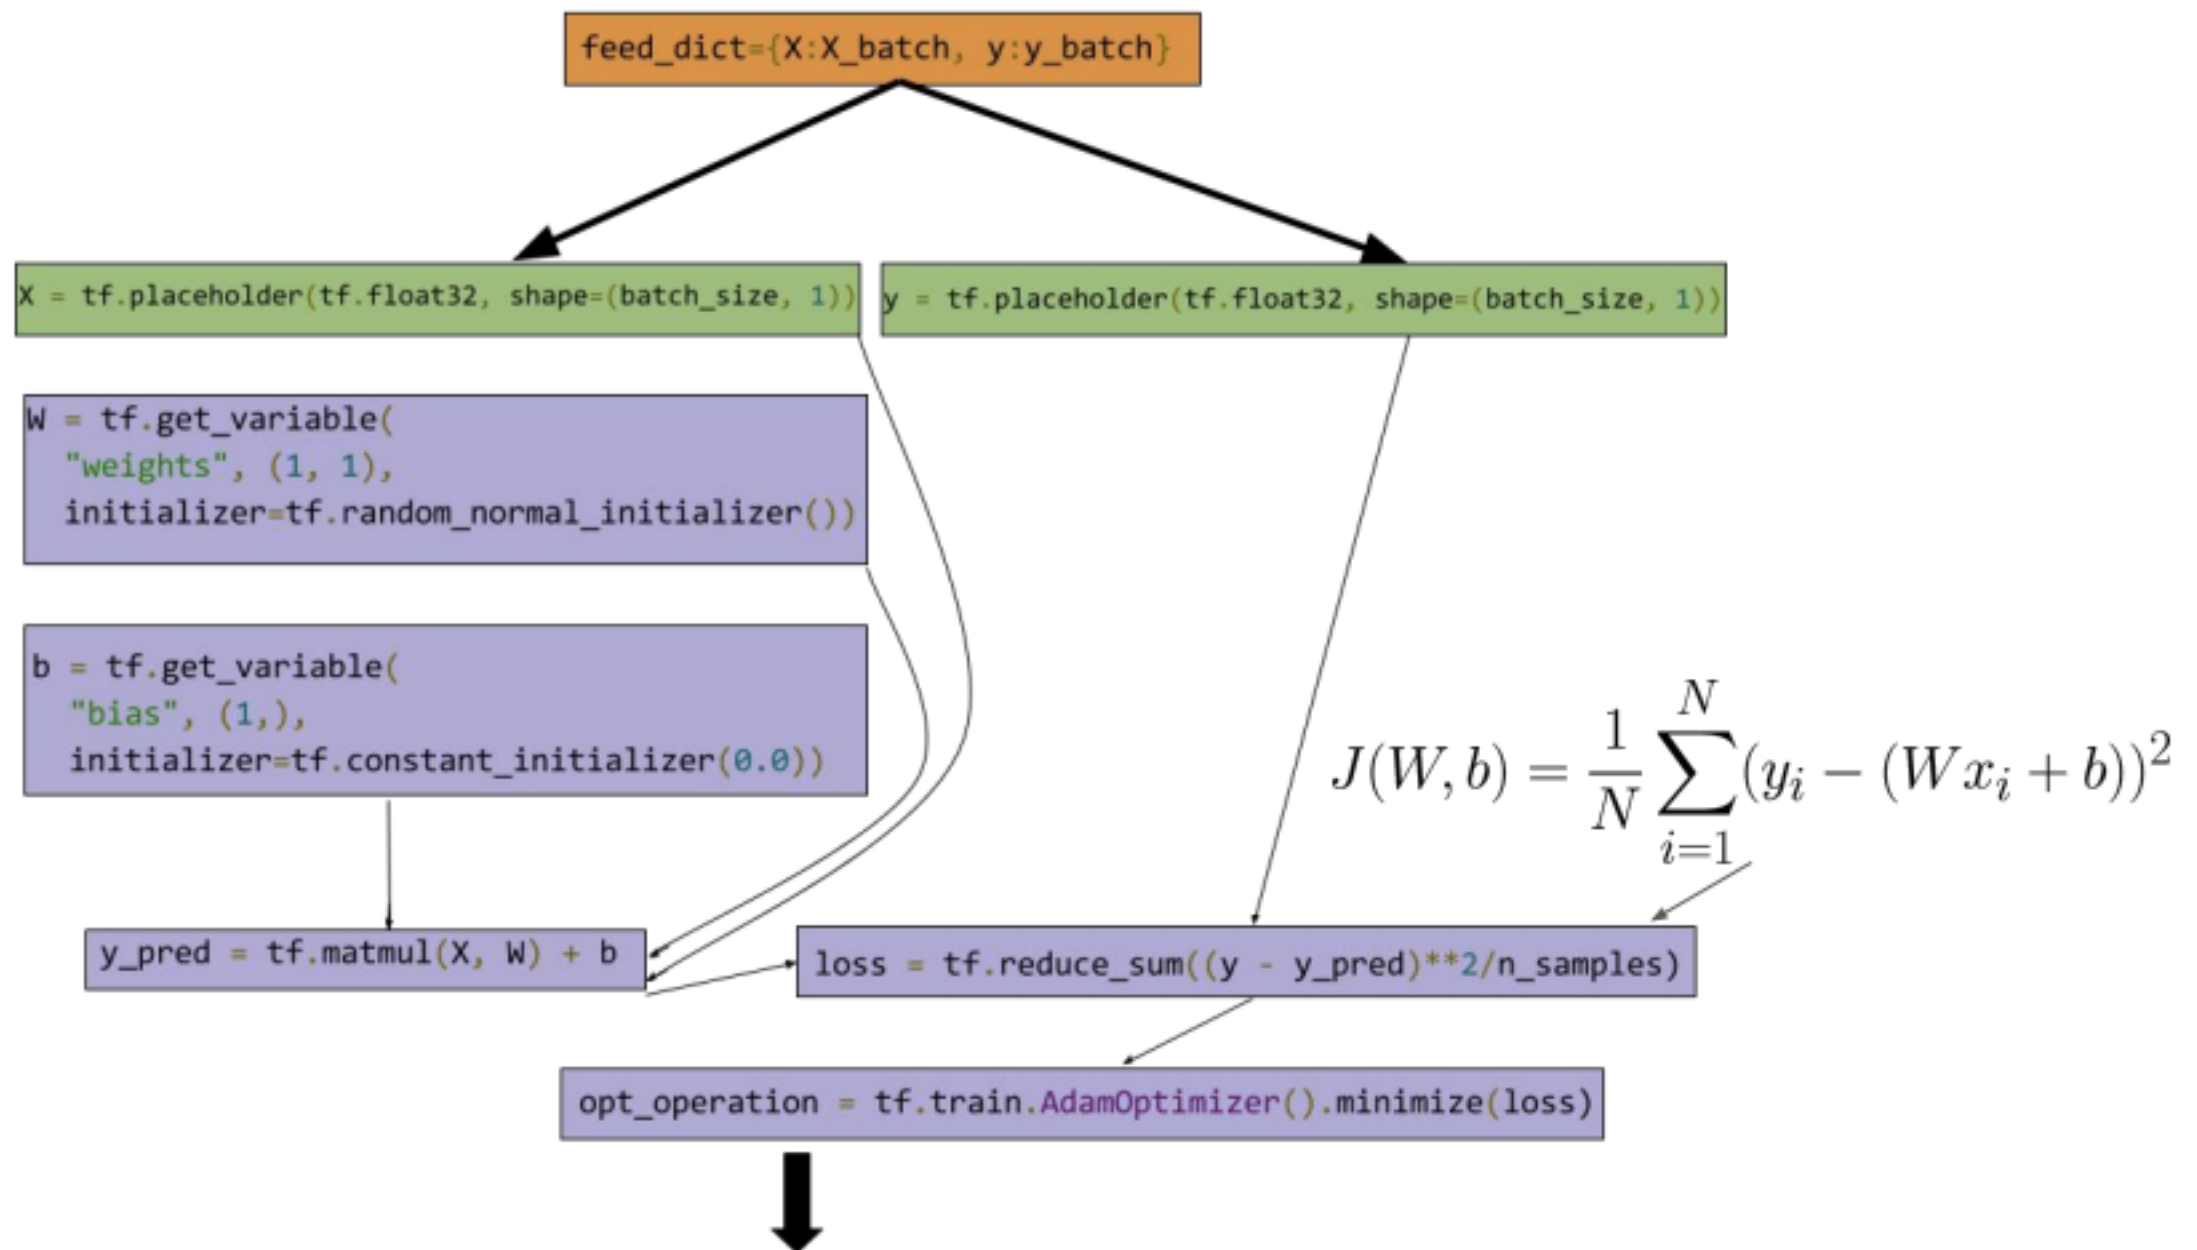 feed_dict={X:X_batch, y:y_batch}
X = tf.placeholder(tf.float32, shape=(batch_size, 1))
y = tf.placeholder(tf.float32, shape=(batch_size, 1))
W = tf.get_variable(
"weights", (1, 1),
initializer=tf.random_normal_initializer())
b = tf.get_variable(
"bias", (1,),
initializer=tf.constant_initializer(0.0))
J(W, b) = \frac{1}{N} \sum_{i=1}^{N} (y_i - (Wx_i + b))^2
y_pred = tf.matmul(X, W) + b
loss = tf.reduce_sum((y - y_pred)**2/n_samples)
opt_operation = tf.train.AdamOptimizer().minimize(loss)